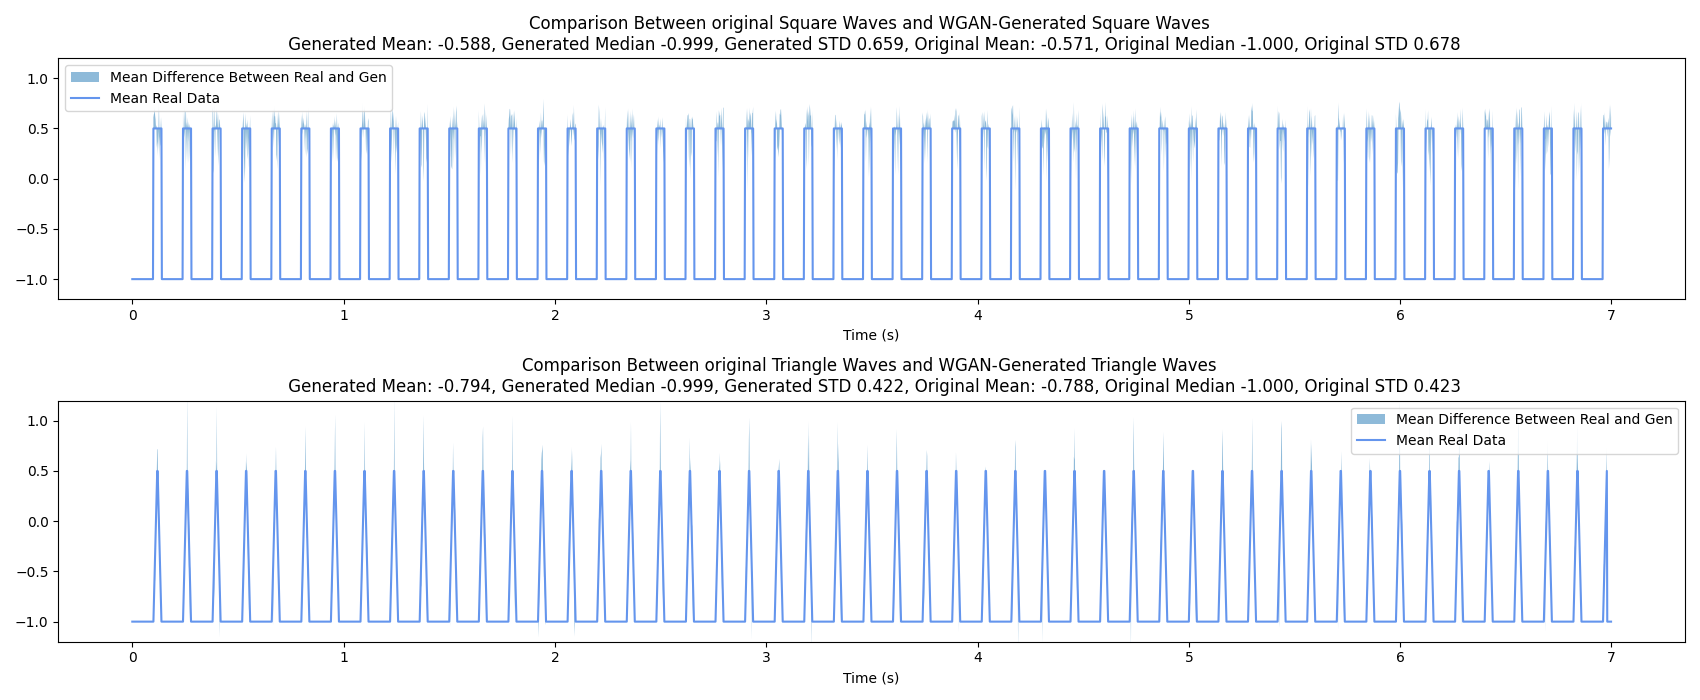 Comparison Between original Square Waves and WGAN-Generated Square Waves
Generated Mean: -0.588, Generated Median -0.999, Generated STD 0.659, Original Mean: -0.571, Original Median -1.000, Original STD 0.678
Mean Difference Between Real and Gen
Mean Real Data
1.0
0.5
0.0
−0.5
−1.0
0 1 2 3 4 5 6 7
Time (s)
Comparison Between original Triangle Waves and WGAN-Generated Triangle Waves
Generated Mean: -0.794, Generated Median -0.999, Generated STD 0.422, Original Mean: -0.788, Original Median -1.000, Original STD 0.423
Mean Difference Between Real and Gen
Mean Real Data
1.0
0.5
0.0
−0.5
−1.0
0 1 2 3 4 5 6 7
Time (s)